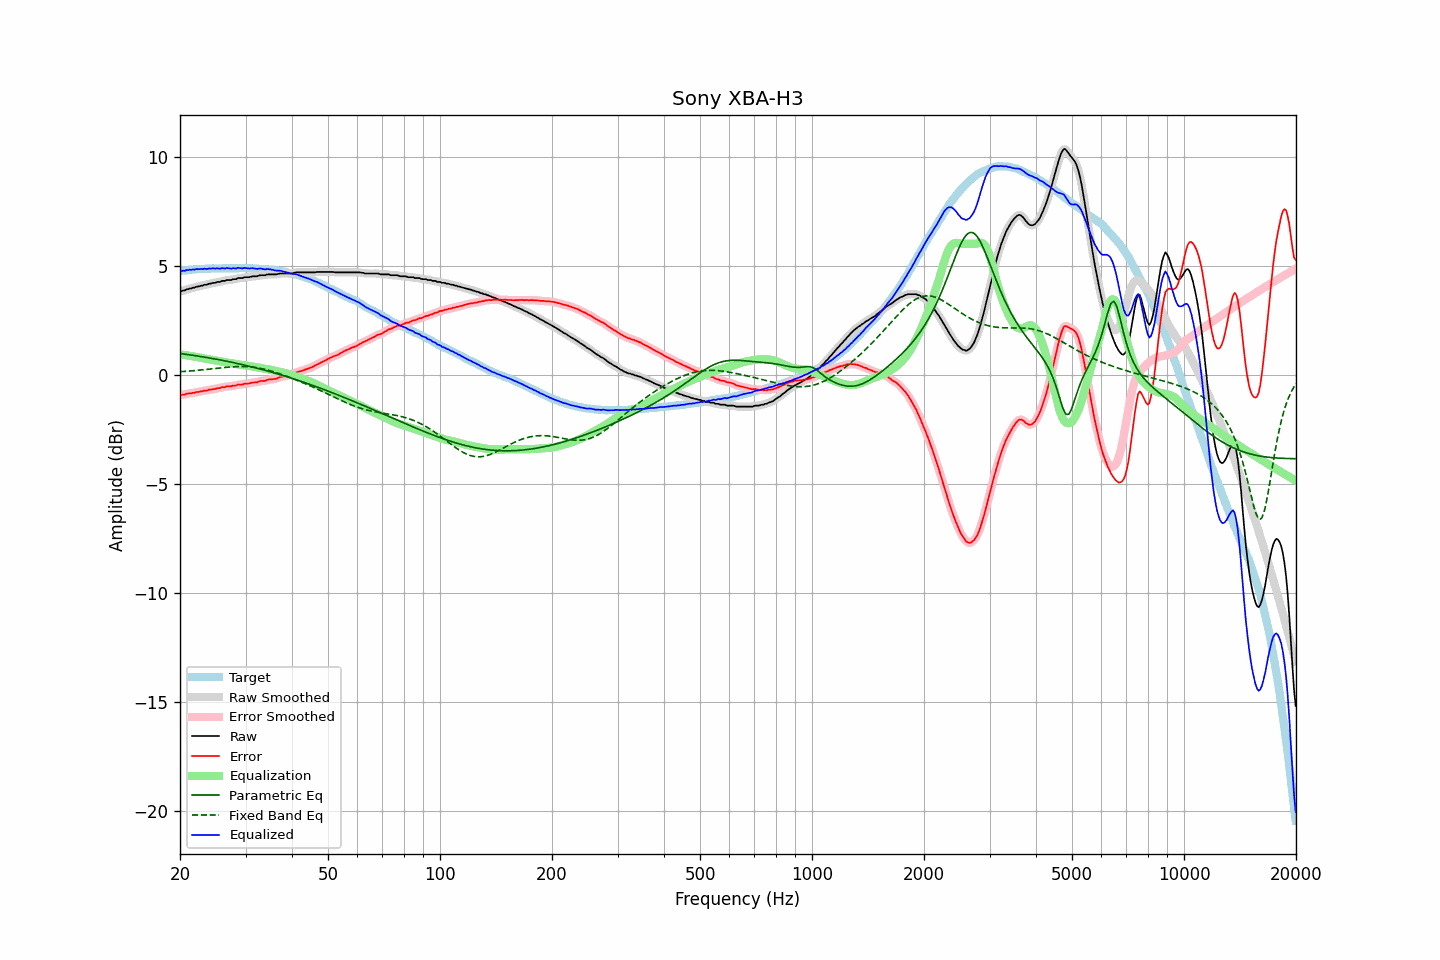 Sony XBA-H3
Amplitude (dBr)
10
5
0
−5
−10
−15
−20
Target
Raw Smoothed
Error Smoothed
Raw
Error
Equalization
Parametric Eq
Fixed Band Eq
Equalized
20 50 100 200 500 1000 2000 5000 10000 20000
Frequency (Hz)